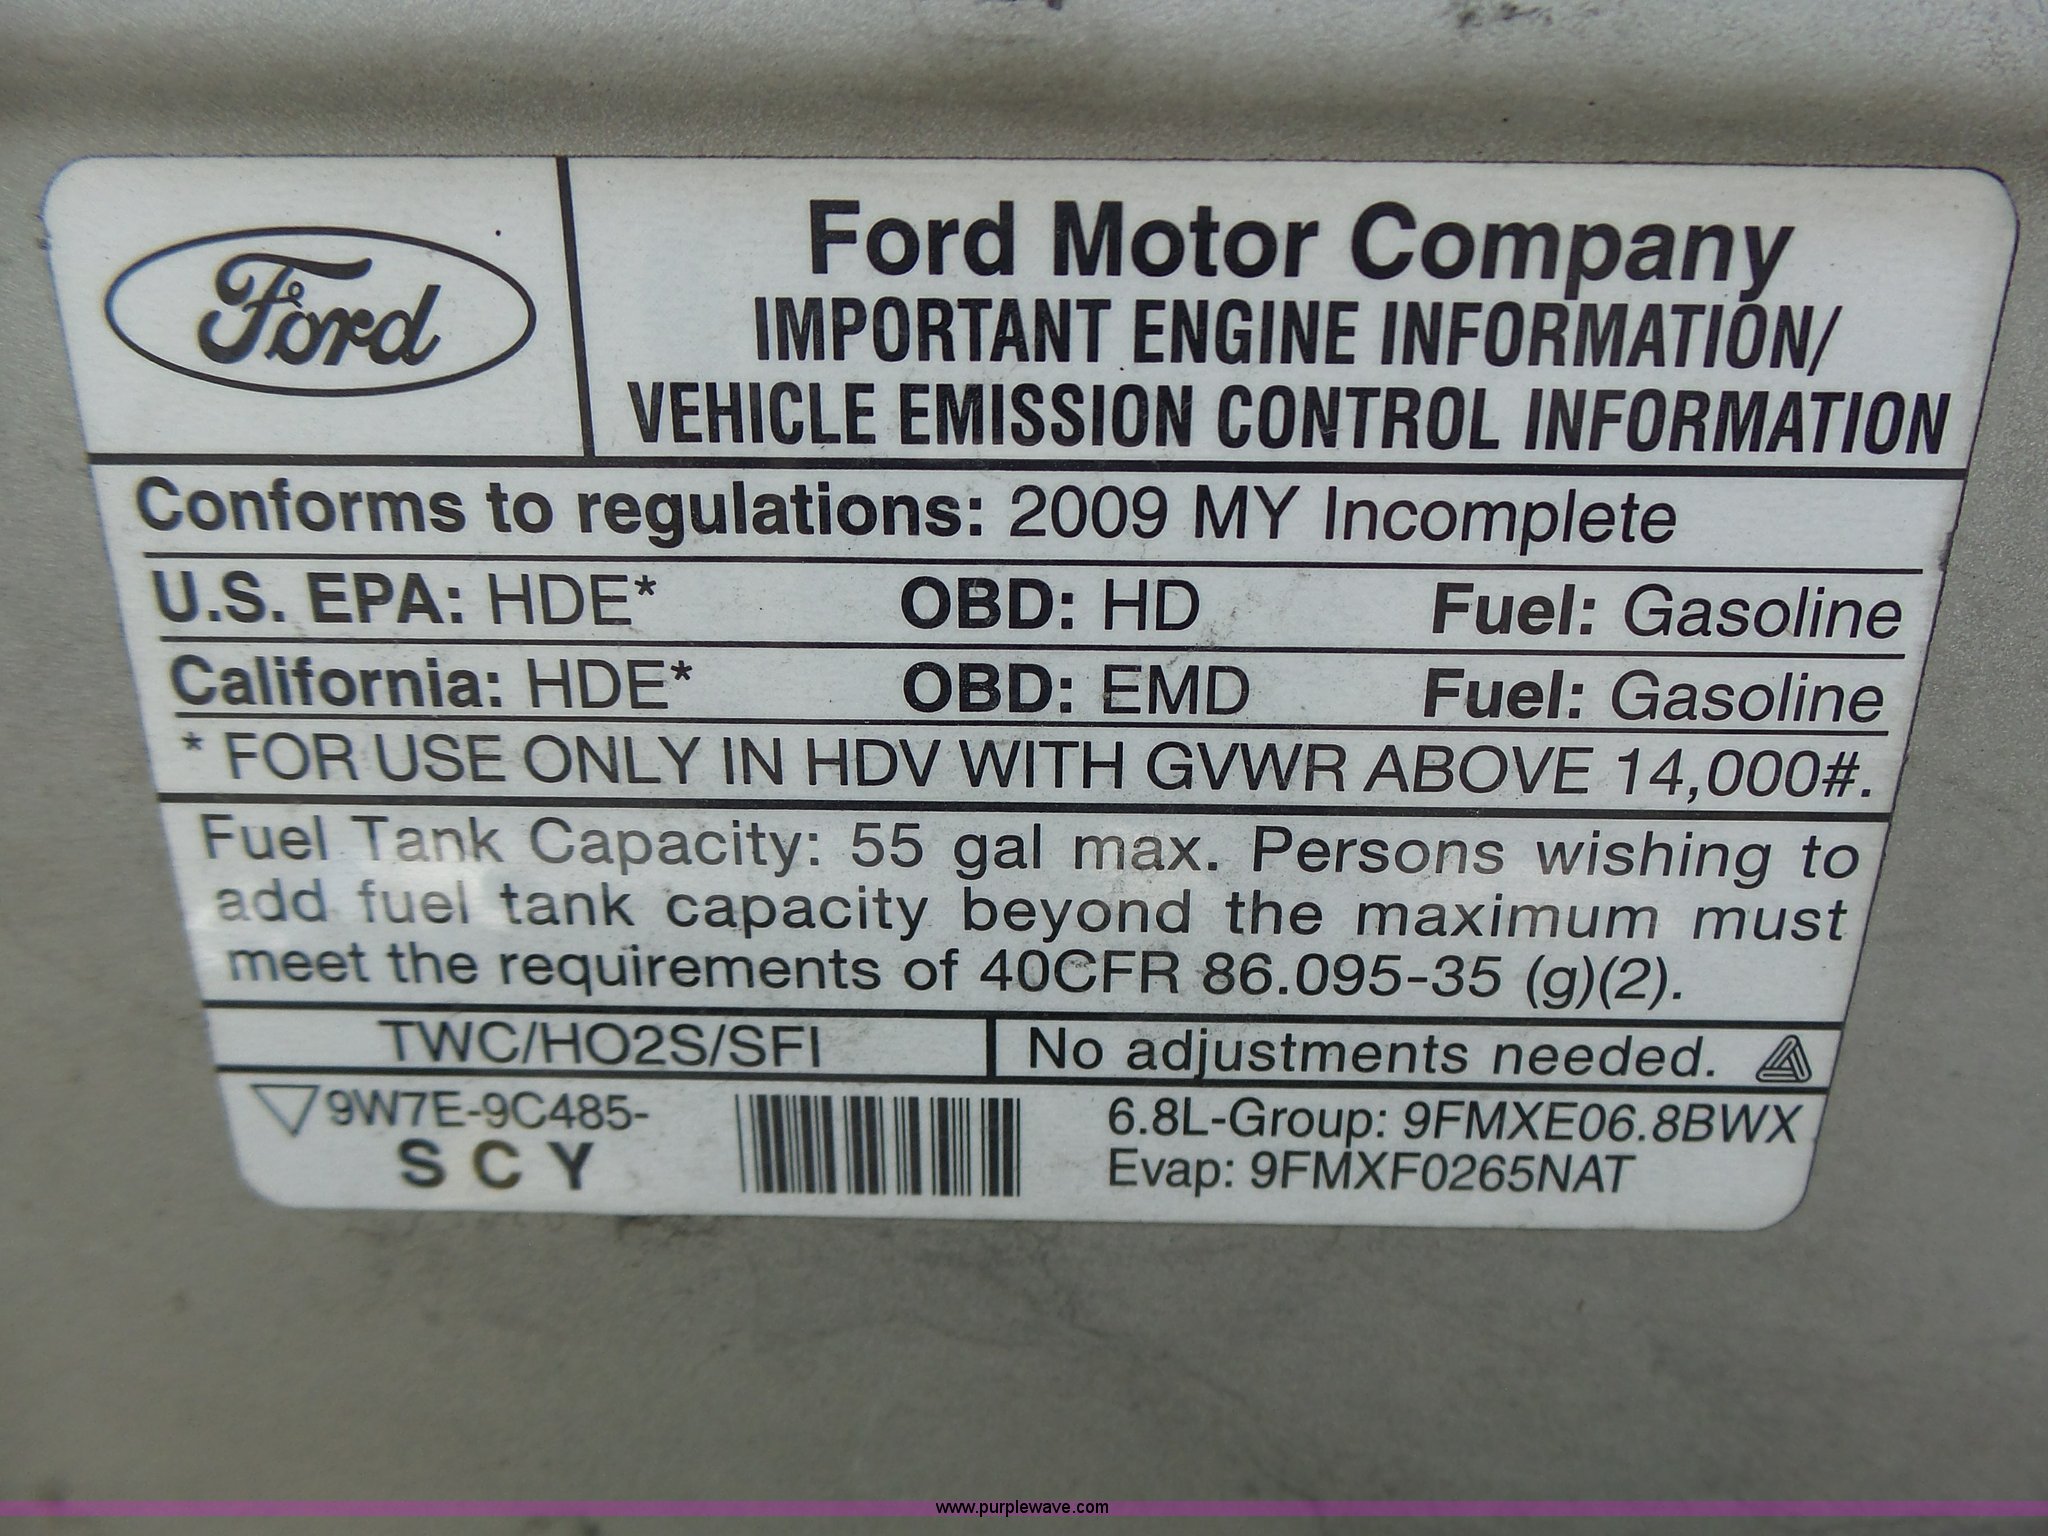 Ford
Ford Motor Company
IMPORTANT ENGINE INFORMATION/
VEHICLE EMISSION CONTROL INFORMATION
Conforms to regulations: 2009 MY Incomplete
U.S. EPA: HDE* OBD: HD Fuel: Gasoline
California: HDE* OBD: EMD Fuel: Gasoline
* FOR USE ONLY IN HDV WITH GVWR ABOVE 14,000#.
Fuel Tank Capacity: 55 gal max. Persons wishing to
add fuel tank capacity beyond the maximum must
meet the requirements of 40CFR 86.095-35 (g)(2).
TWC/HO2S/SFI No adjustments needed.
9W7E-9C485-
S C Y
6.8L-Group: 9FMXE06.8BWX
Evap: 9FMXF0265NAT
www.purplewave.com